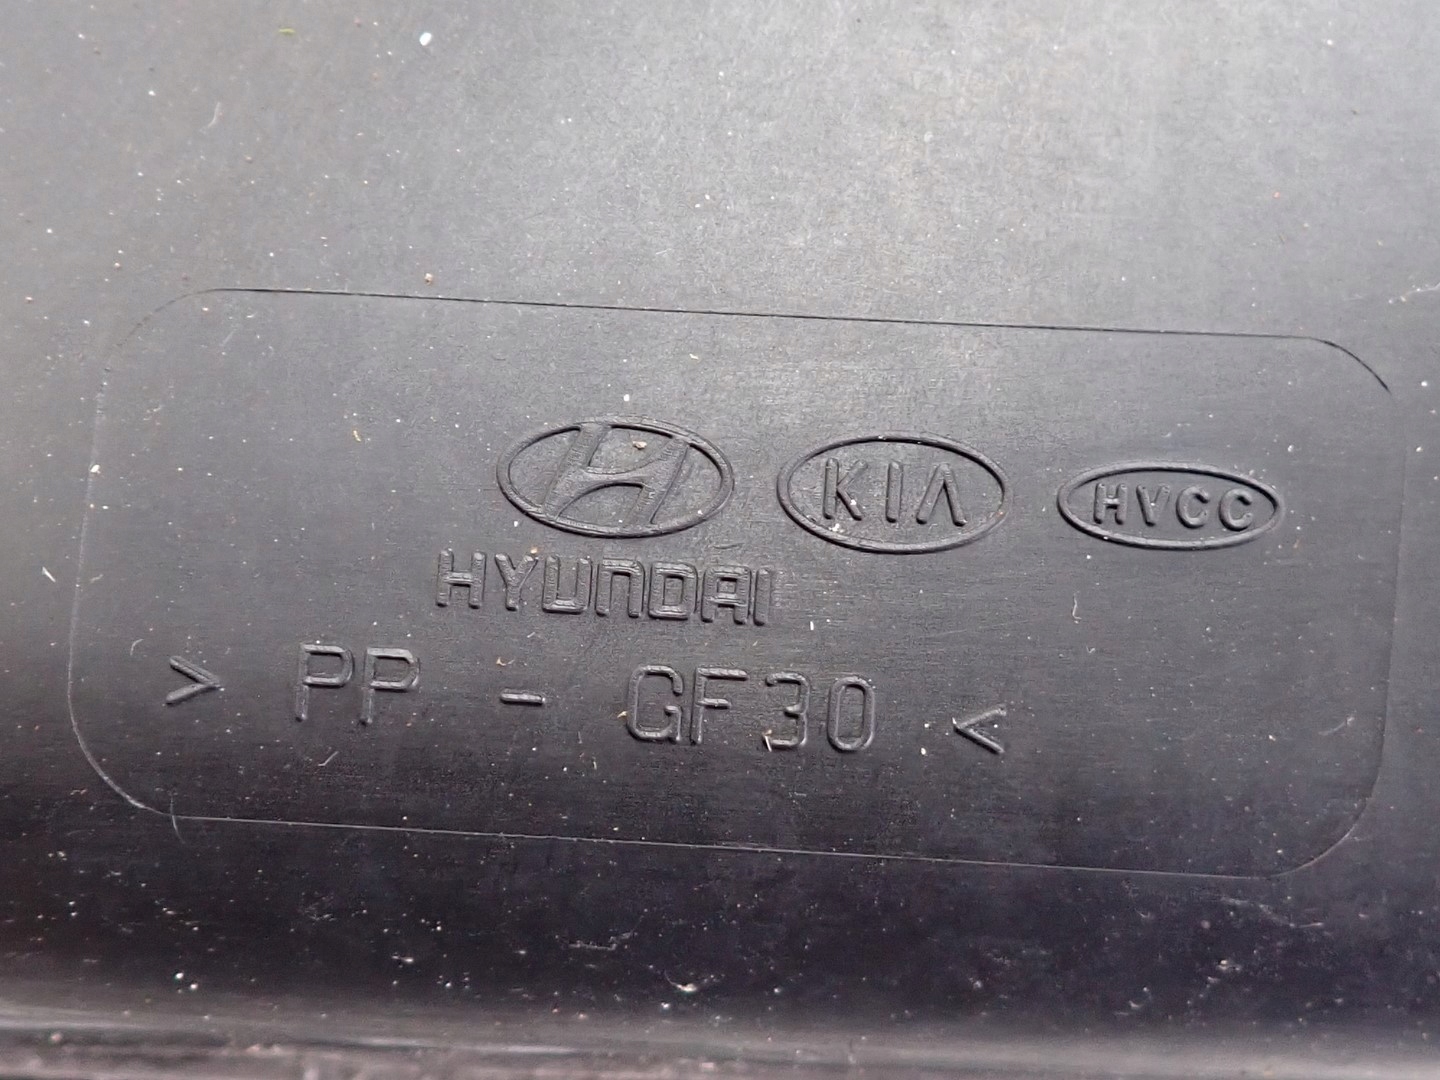 KIA HVCC
HYUNDAI
> PP - GF30 <